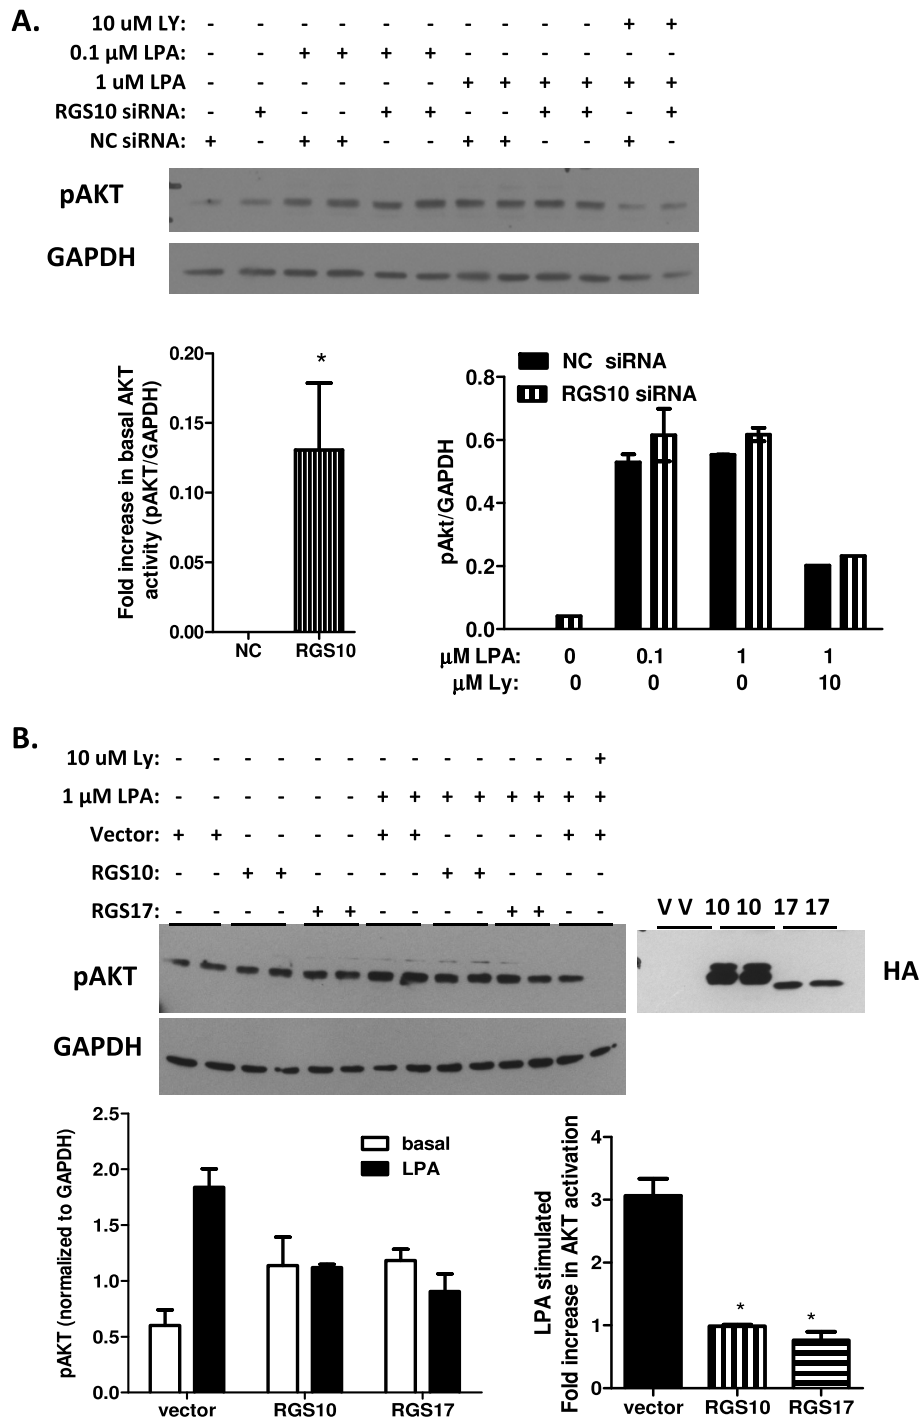 A.
10 uM LY: - - - - - - - - - - + +
0.1 µM LPA: - - + + + + - - - - - -
1 uM LPA - - - - - - + + + + + +
RGS10 siRNA: - + - - + + - - + + - +
NC siRNA: + - + + - - + + - - + -
pAKT
GAPDH
Fold increase in basal AKT
activity (pAKT/GAPDH)
0.20
0.15
0.10
0.05
0.00
*
NC RGS10
NC siRNA
RGS10 siRNA
pAkt/GAPDH
0.8
0.6
0.4
0.2
0.0
µM LPA: 0 0.1 1 1
µM Ly: 0 0 0 10
B.
10 uM Ly: - - - - - - - - - - - - - +
1 µM LPA: - - - - - - + + + + + + + +
Vector: + + - - - - + + - - - - + +
RGS10: - - + + - - - - + + - - - -
RGS17: - - - - + + - - - - + + - -
V V 10 10 17 17
pAKT
HA
GAPDH
pAKT (normalized to GAPDH)
2.5
2.0
1.5
1.0
0.5
0.0
basal
LPA
vector RGS10 RGS17
LPA stimulated
Fold increase in AKT activation
4
3
2
1
0
* *
vector RGS10 RGS17